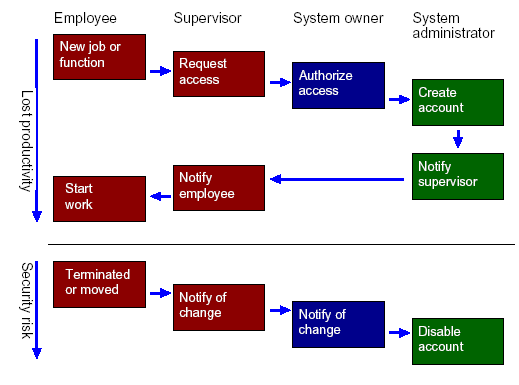 Employee
Supervisor
System owner
System
administrator
Lost productivity
New job or
function
Request
access
Authorize
access
Create
account
Notify
supervisor
Notify
employee
Start
work
Security risk
Terminated
or moved
Notify of
change
Notify of
change
Disable
account